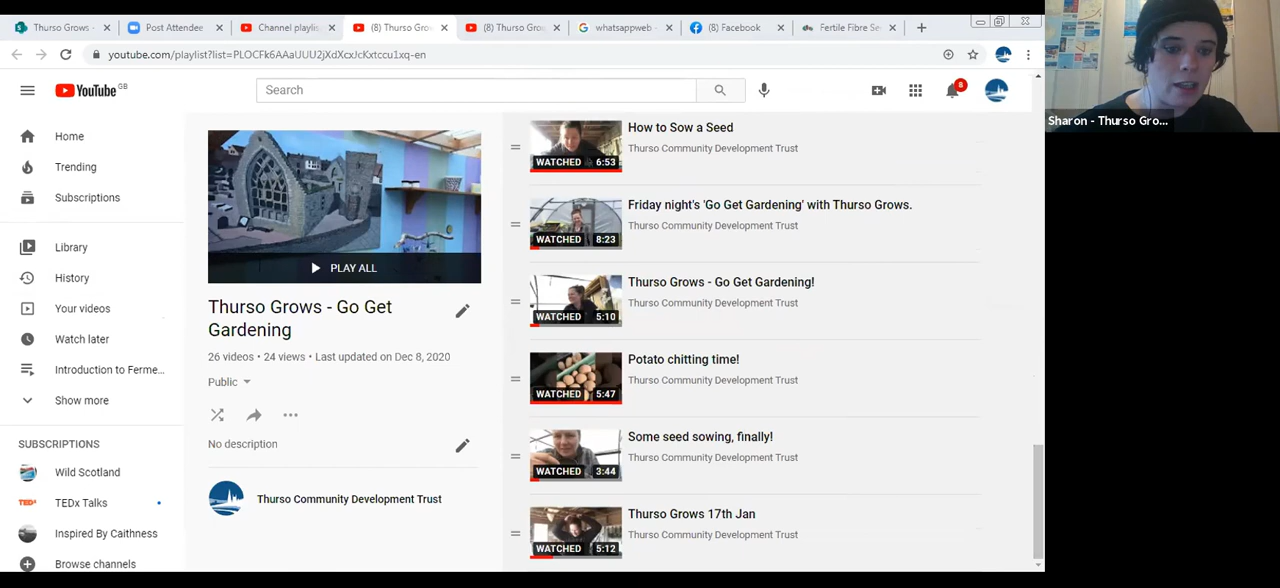 Thurso Grows -
Post Attendee
Channel playlis
(8) Thurso Grow
(8) Thurso Grow
whatsappweb -
(8) Facebook
Fertile Fibre Se
youtube.com/playlist?list=PLOCFk6AAaUUU2jXdXcxJcKxtccu1xq-en
YouTube GB
Search
8
Home
Trending
Subscriptions
Library
History
Your videos
Watch later
Introduction to Ferme...
Show more
SUBSCRIPTIONS
Wild Scotland
TED
TEDx Talks
Inspired By Caithness
Browse channels
PLAY ALL
Thurso Grows - Go Get
Gardening
26 videos • 24 views • Last updated on Dec 8, 2020
Public
No description
Thurso Community Development Trust
WATCHED 6:53
How to Sow a Seed
Thurso Community Development Trust
WATCHED 8:23
Friday night's 'Go Get Gardening' with Thurso Grows.
Thurso Community Development Trust
WATCHED 5:10
Thurso Grows - Go Get Gardening!
Thurso Community Development Trust
WATCHED 5:47
Potato chitting time!
Thurso Community Development Trust
WATCHED 3:44
Some seed sowing, finally!
Thurso Community Development Trust
WATCHED 5:12
Thurso Grows 17th Jan
Thurso Community Development Trust
Sharon - Thurso Gro...